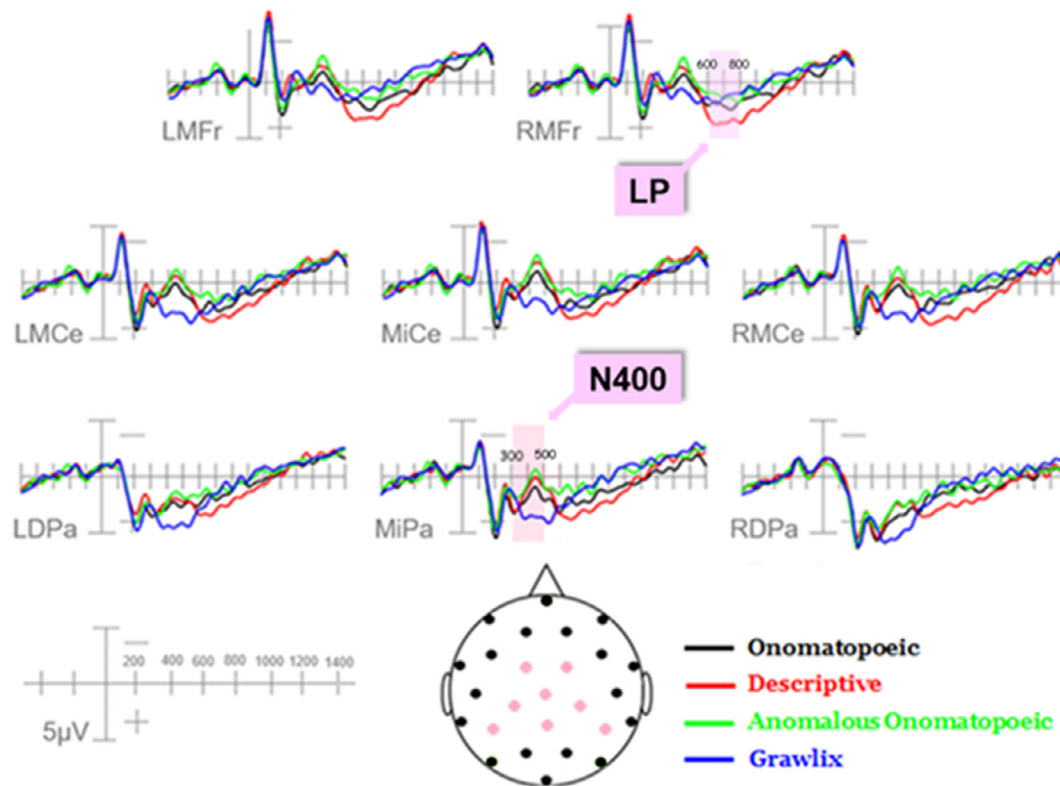 600 800
LMFr
RMFr
LP
LMCe
MiCe
RMCe
N400
300 500
LDPa
MiPa
RDPa
200 400 600 800 1000 1200 1400
5µV
Onomatopoeic
Descriptive
Anomalous Onomatopoeic
Grawlix